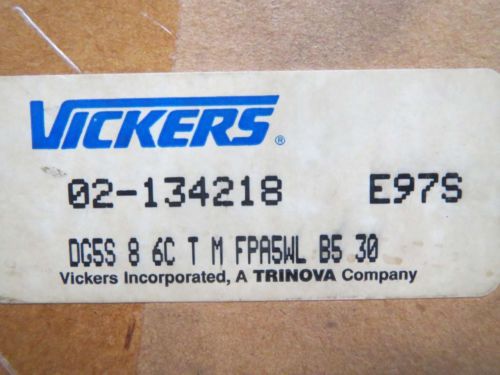 VICKERS®
02-134218 E97S
DG5S 8 6C T M FPA5WL B5 30
Vickers Incorporated, A TRINOVA Company